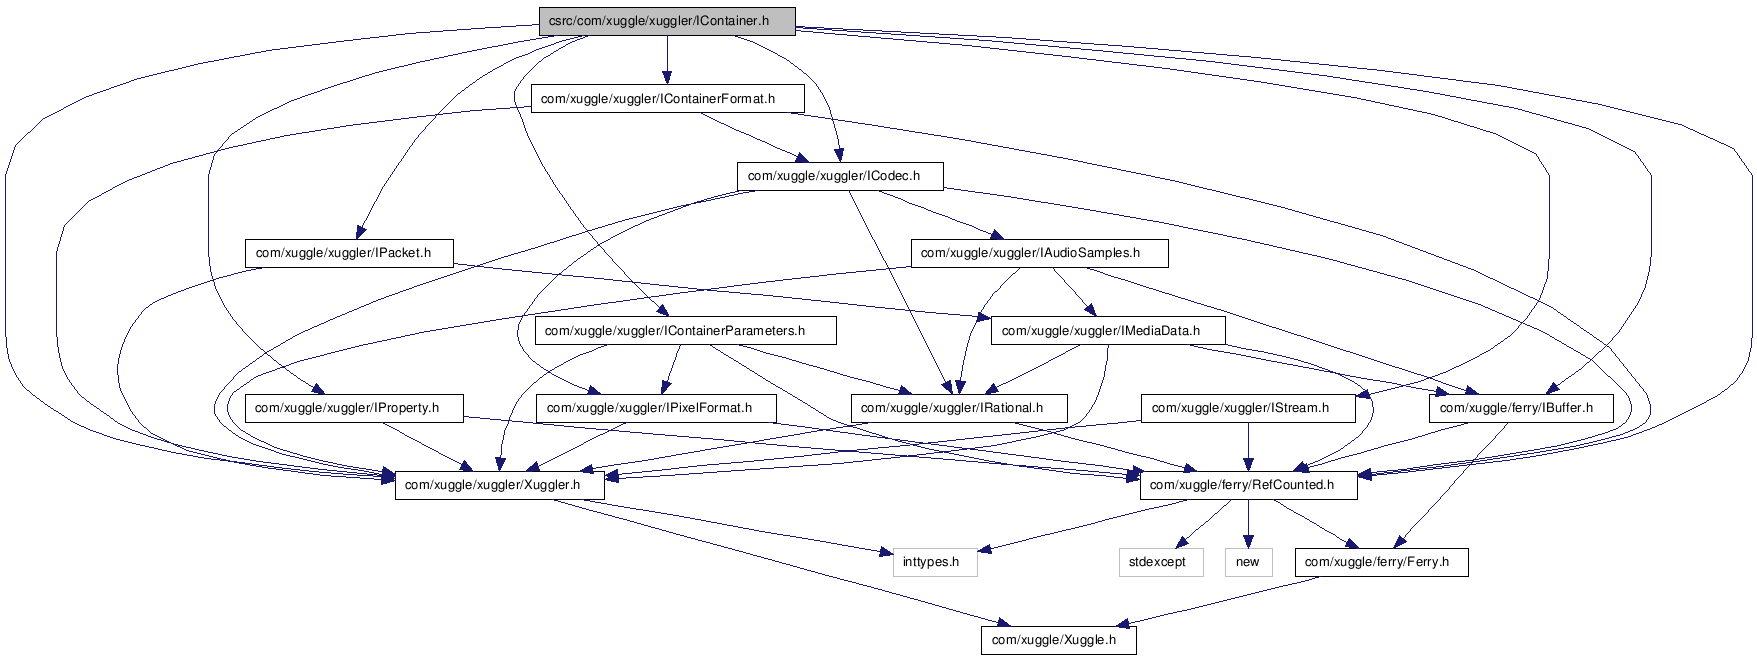 csrc/com/xuggle/xuggler/IContainer.h
com/xuggle/xuggler/IContainerFormat.h
com/xuggle/xuggler/ICodec.h
com/xuggle/xuggler/IPacket.h
com/xuggle/xuggler/IAudioSamples.h
com/xuggle/xuggler/IContainerParameters.h
com/xuggle/xuggler/IMediaData.h
com/xuggle/xuggler/IProperty.h
com/xuggle/xuggler/IPixelFormat.h
com/xuggle/xuggler/IRational.h
com/xuggle/xuggler/IStream.h
com/xuggle/ferry/IBuffer.h
com/xuggle/xuggler/Xuggler.h
com/xuggle/ferry/RefCounted.h
inttypes.h
stdexcept
new
com/xuggle/ferry/Ferry.h
com/xuggle/Xuggle.h